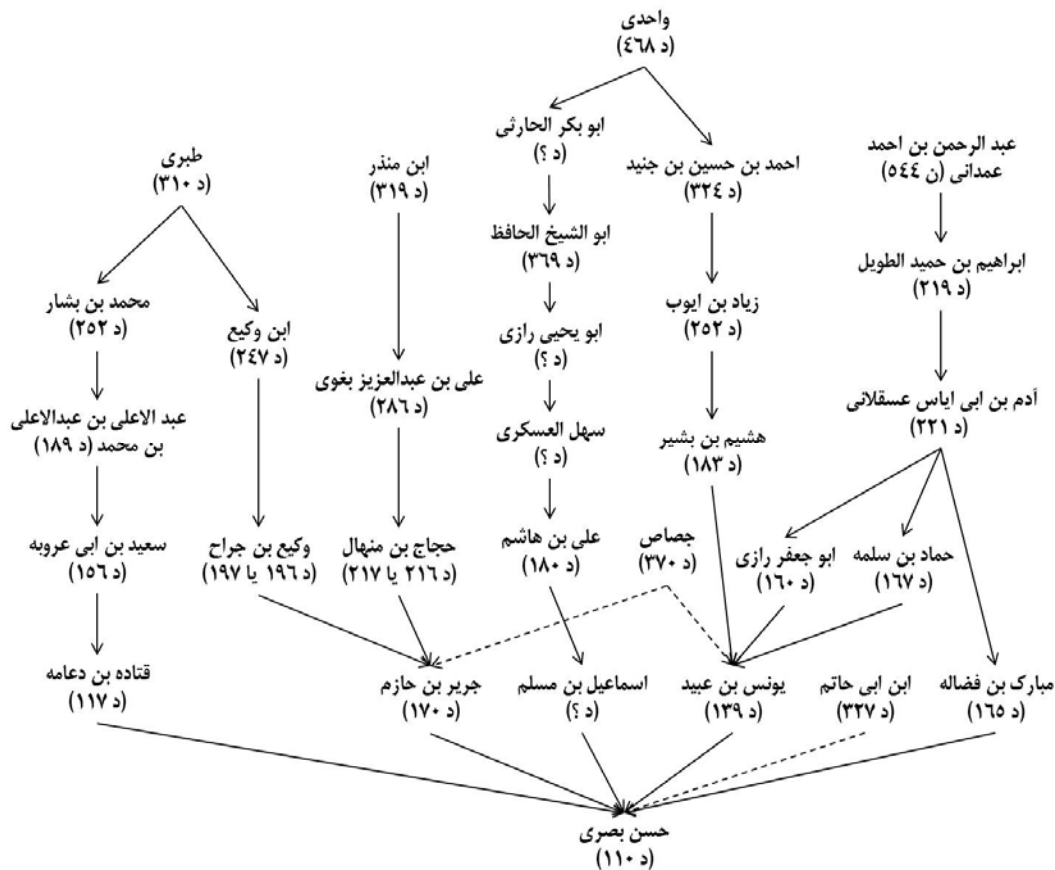 واحدی
(د ٤٦٨)
ابو بکر الحارثی
(د ؟)
احمد بن حسین بن جنید
(د ٣٢٤)
عبد الرحمن بن احمد
عمدانی (ن ٥٤٤)
طبری
(د ٣١٠)
ابن منذر
(د ٣١٩)
ابو الشیخ الحافظ
(د ٣٦٩)
ابراهیم بن حمید الطویل
(د ٢١٩)
محمد بن بشار
(د ٢٥٢)
ابن وکیع
(د ٢٤٧)
ابو یحیی رازی
(د ؟)
زیاد بن ایوب
(د ٢٥٢)
علی بن عبدالعزیز بغوی
(د ٢٨٦)
آدم بن ابی ایاس عسقلانی
(د ٢٢١)
عبد الاعلی بن عبدالاعلی
بن محمد (د ١٨٩)
سهل العسکری
(د ؟)
هشیم بن بشیر
(د ١٨٣)
سعید بن ابی عروبه
(د ١٥٦)
وکیع بن جراح
(د ١٩٦ یا ١٩٧)
حجاج بن منهال
(د ٢١٦ یا ٢١٧)
علی بن هاشم
(د ١٨٠)
جصاص
(د ٣٧٠)
ابو جعفر رازی
(د ١٦٠)
حماد بن سلمه
(د ١٦٧)
قتاده بن دعامه
(د ١١٧)
جریر بن حازم
(د ١٧٠)
اسماعیل بن مسلم
(د ؟)
یونس بن عبید
(د ١٣٩)
ابن ابی حاتم
(د ٣٢٧)
مبارک بن فضاله
(د ١٦٥)
حسن بصری
(د ١١٠)